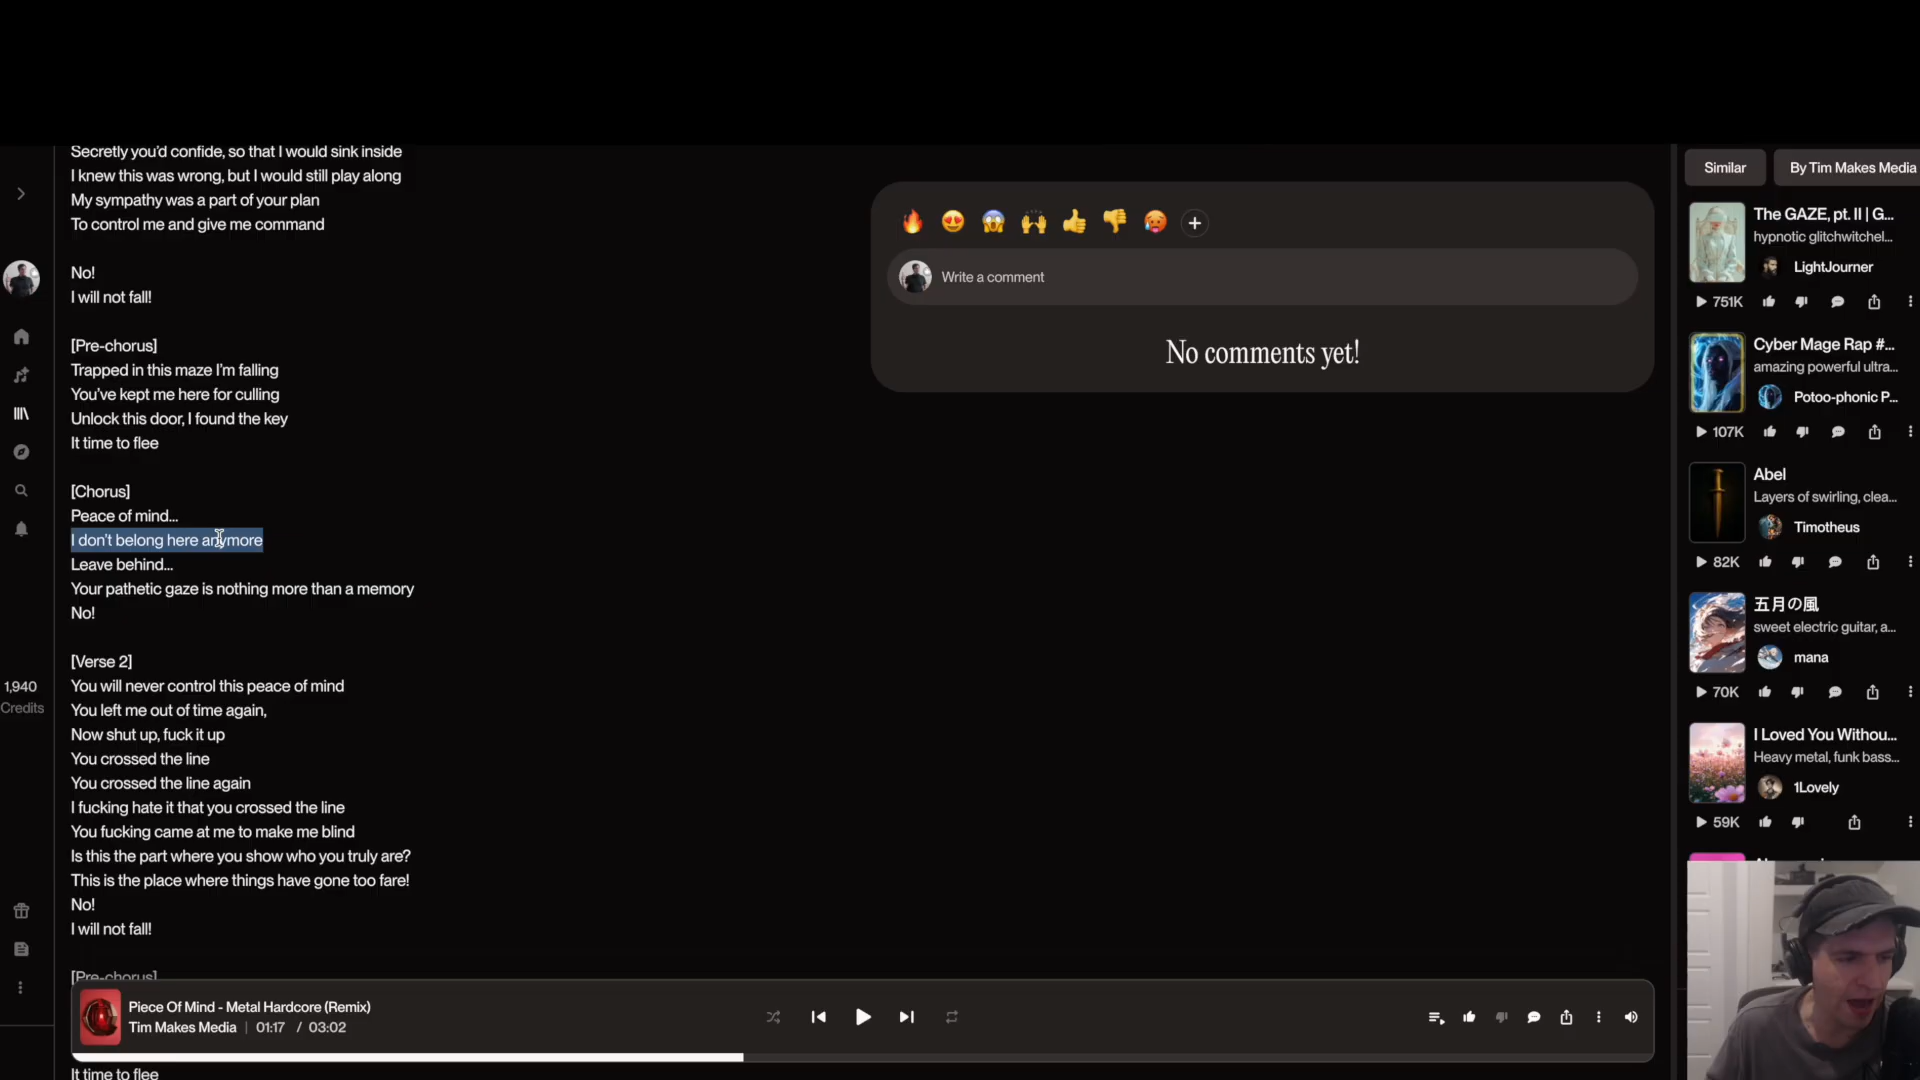 Secretly you'd confide, so that I would sink inside
I knew this was wrong, but I would still play along
My sympathy was a part of your plan
To control me and give me command
No!
I will not fall!
[Pre-chorus]
Trapped in this maze I'm falling
You've kept me here for culling
Unlock this door, I found the key
It time to flee
[Chorus]
Peace of mind...
I don't belong here anymore
Leave behind...
Your pathetic gaze is nothing more than a memory
No!
[Verse 2]
You will never control this peace of mind
You left me out of time again,
Now shut up, fuck it up
You crossed the line
You crossed the line again
I fucking hate it that you crossed the line
You fucking came at me to make me blind
Is this the part where you show who you truly are?
This is the place where things have gone too fare!
No!
I will not fall!
[Pre-chorus]
It time to flee
1,940
Credits
Write a comment
No comments yet!
Similar
By Tim Makes Media
The GAZE, pt. II | G...
hypnotic glitchwitchel...
LightJourner
751K
Cyber Mage Rap #...
amazing powerful ultra...
Potoo-phonic P...
107K
Abel
Layers of swirling, clea...
Timotheus
82K
五月の風
sweet electric guitar, a...
mana
70K
I Loved You Withou...
Heavy metal, funk bass...
1Lovely
59K
Piece Of Mind - Metal Hardcore (Remix)
Tim Makes Media | 01:17 / 03:02